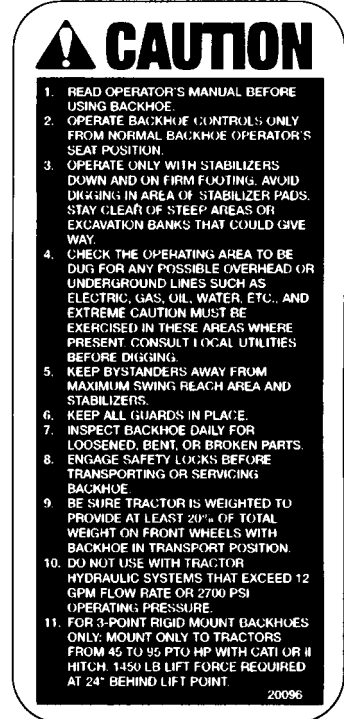 CAUTION
1. READ OPERATOR'S MANUAL BEFORE
USING BACKHOE.
2. OPERATE BACKHOE CONTROLS ONLY
FROM NORMAL BACKHOE OPERATOR'S
SEAT POSITION.
3. OPERATE ONLY WITH STABILIZERS
DOWN AND ON FIRM FOOTING. AVOID
DIGGING IN AREA OF STABILIZER PADS.
STAY CLEAR OF STEEP AREAS OR
EXCAVATION BANKS THAT COULD GIVE
WAY.
4. CHECK THE OPERATING AREA TO BE
DUG FOR ANY POSSIBLE OVERHEAD OR
UNDERGROUND LINES SUCH AS
ELECTRIC, GAS, OIL, WATER, ETC., AND
EXTREME CAUTION MUST BE
EXERCISED IN THESE AREAS WHERE
PRESENT. CONSULT LOCAL UTILITIES
BEFORE DIGGING.
5. KEEP BYSTANDERS AWAY FROM
MAXIMUM SWING REACH AREA AND
STABILIZERS.
6. KEEP ALL GUARDS IN PLACE.
7. INSPECT BACKHOE DAILY FOR
LOOSENED, BENT, OR BROKEN PARTS.
8. ENGAGE SAFETY LOCKS BEFORE
TRANSPORTING OR SERVICING
BACKHOE.
9. BE SURE TRACTOR IS WEIGHTED TO
PROVIDE AT LEAST 20% OF TOTAL
WEIGHT ON FRONT WHEELS WITH
BACKHOE IN TRANSPORT POSITION.
10. DO NOT USE WITH TRACTOR
HYDRAULIC SYSTEMS THAT EXCEED 12
GPM FLOW RATE OR 2700 PSI
OPERATING PRESSURE.
11. FOR 3-POINT RIGID MOUNT BACKHOES
ONLY: MOUNT ONLY TO TRACTORS
FROM 45 TO 95 PTO HP WITH CAT I OR II
HITCH. 1450 LB LIFT FORCE REQUIRED
AT 24" BEHIND LIFT POINT.
20096